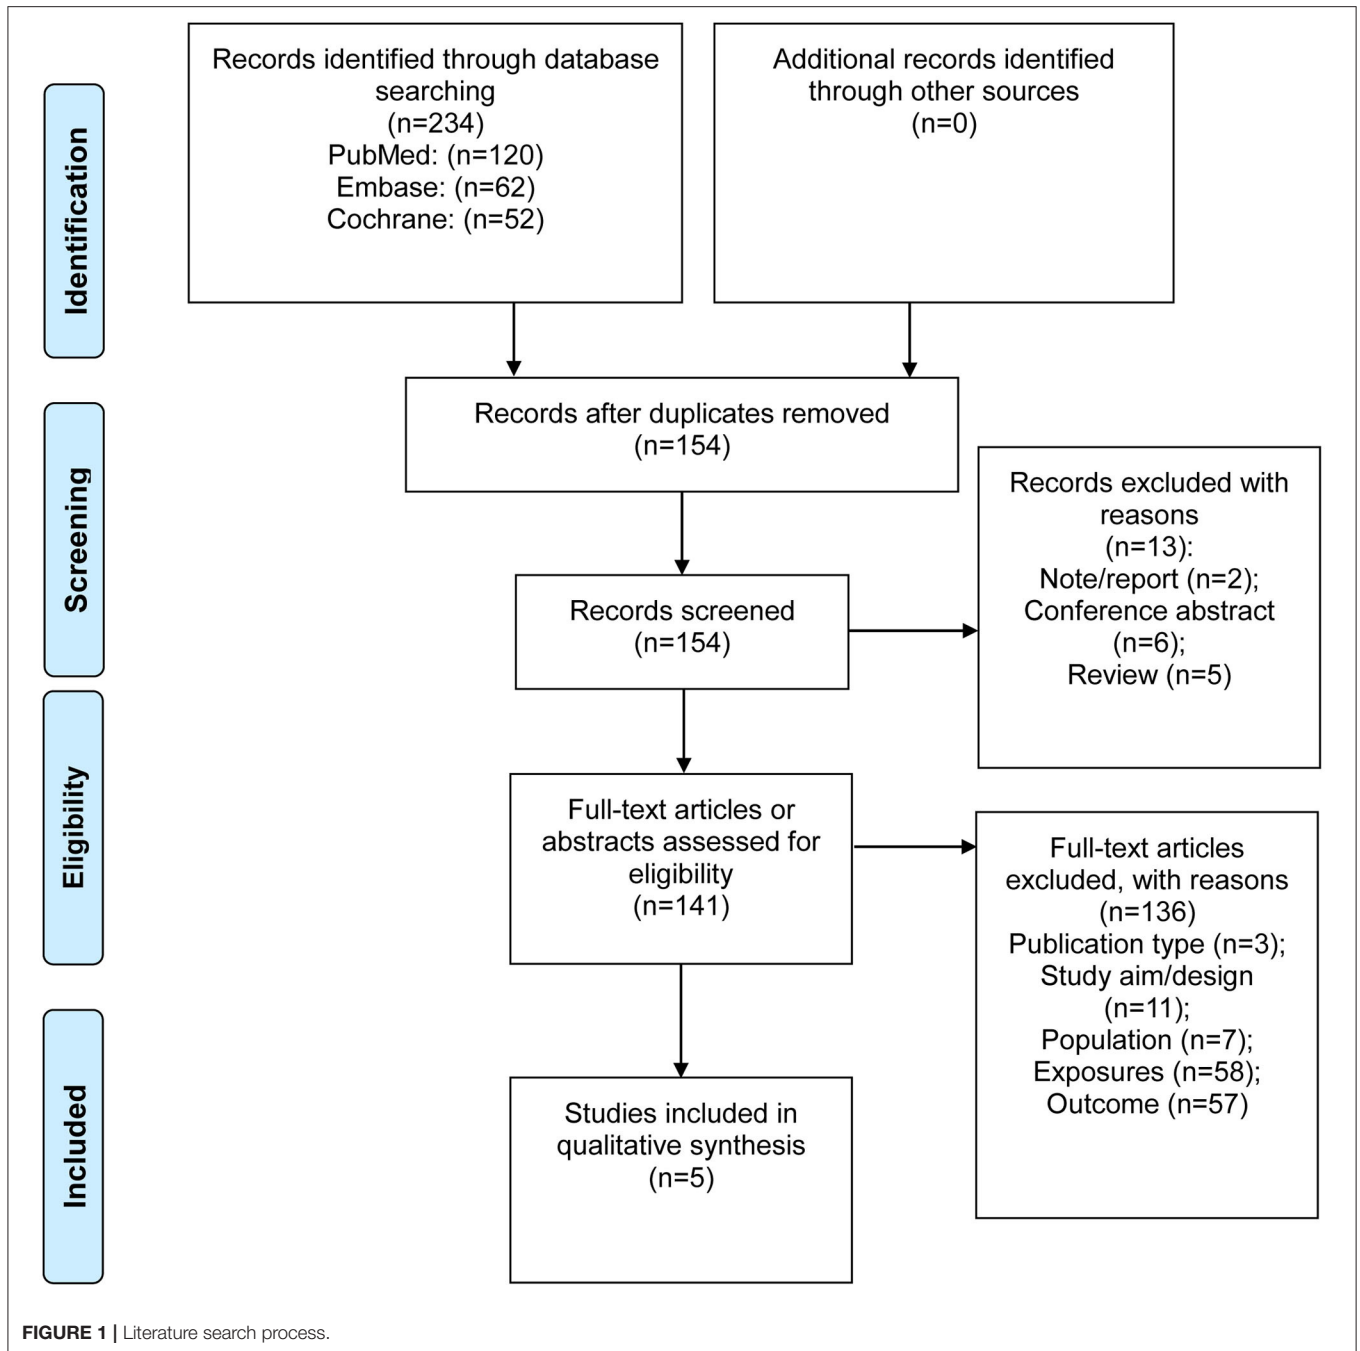 Identification
Records identified through database
searching
(n=234)
PubMed: (n=120)
Embase: (n=62)
Cochrane: (n=52)
Additional records identified
through other sources
(n=0)
Screening
Records after duplicates removed
(n=154)
Records screened
(n=154)
Records excluded with
reasons
(n=13):
Note/report (n=2);
Conference abstract
(n=6);
Review (n=5)
Eligibility
Full-text articles or
abstracts assessed for
eligibility
(n=141)
Full-text articles
excluded, with reasons
(n=136)
Publication type (n=3);
Study aim/design
(n=11);
Population (n=7);
Exposures (n=58);
Outcome (n=57)
Included
Studies included in
qualitative synthesis
(n=5)
FIGURE 1 | Literature search process.